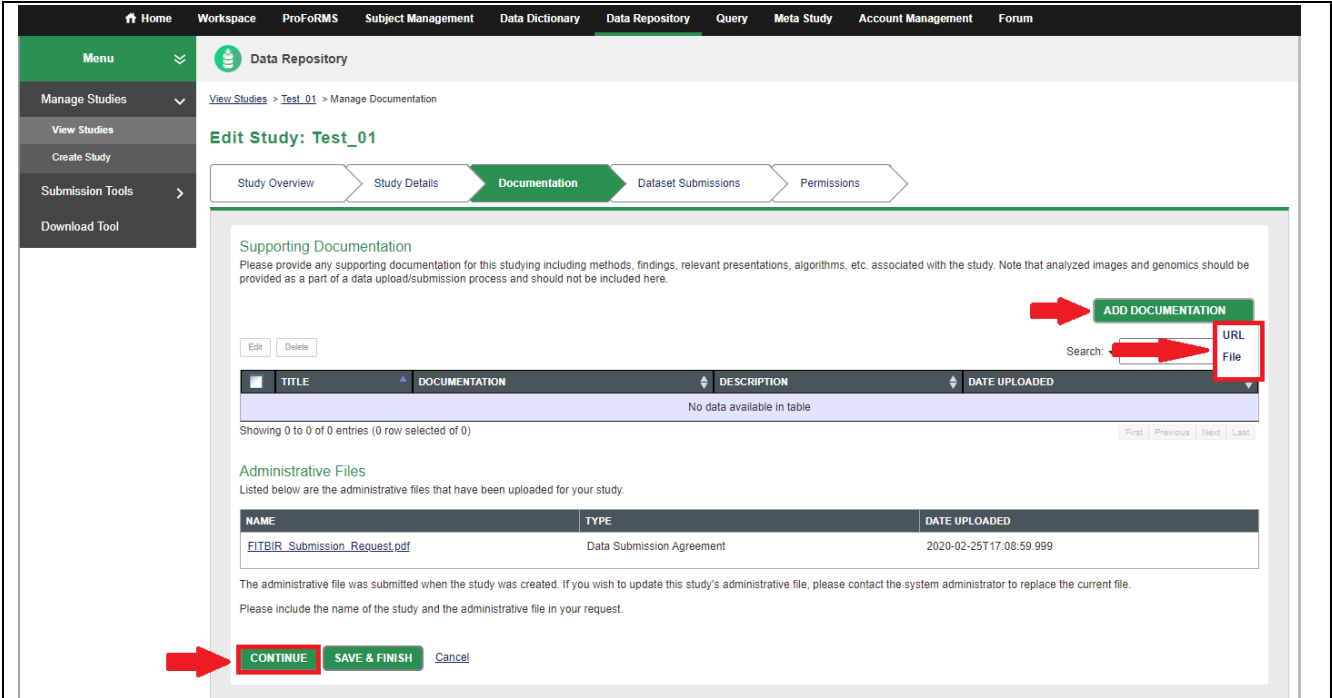 Home Workspace ProFoRMS Subject Management Data Dictionary Data Repository Query Meta Study Account Management Forum
Menu
Data Repository
Manage Studies
View Studies
Create Study
Submission Tools
Download Tool
View Studies > Test_01 > Manage Documentation
Edit Study: Test_01
Study Overview Study Details Documentation Dataset Submissions Permissions
Supporting Documentation
Please provide any supporting documentation for this studying including methods, findings, relevant presentations, algorithms, etc. associated with the study. Note that analyzed images and genomics should be
provided as a part of a data upload/submission process and should not be included here.
ADD DOCUMENTATION
URL
File
Edit Delete
Search:
TITLE DOCUMENTATION DESCRIPTION DATE UPLOADED
No data available in table
Showing 0 to 0 of 0 entries (0 row selected of 0)
First Previous Next Last
Administrative Files
Listed below are the administrative files that have been uploaded for your study.
NAME TYPE DATE UPLOADED
FITBIR_Submission_Request.pdf Data Submission Agreement 2020-02-25T17:08:59.999
The administrative file was submitted when the study was created. If you wish to update this study's administrative file, please contact the system administrator to replace the current file.
Please include the name of the study and the administrative file in your request.
CONTINUE SAVE & FINISH Cancel